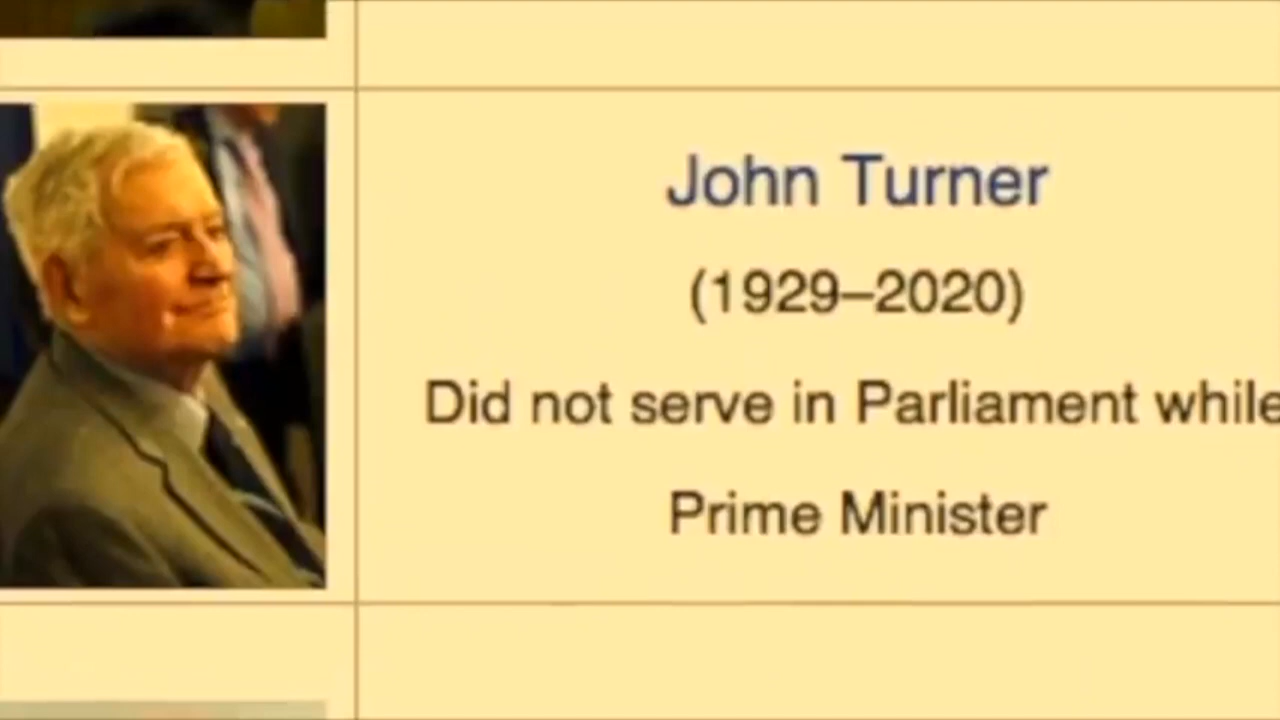 John Turner
(1929–2020)
Did not serve in Parliament while
Prime Minister